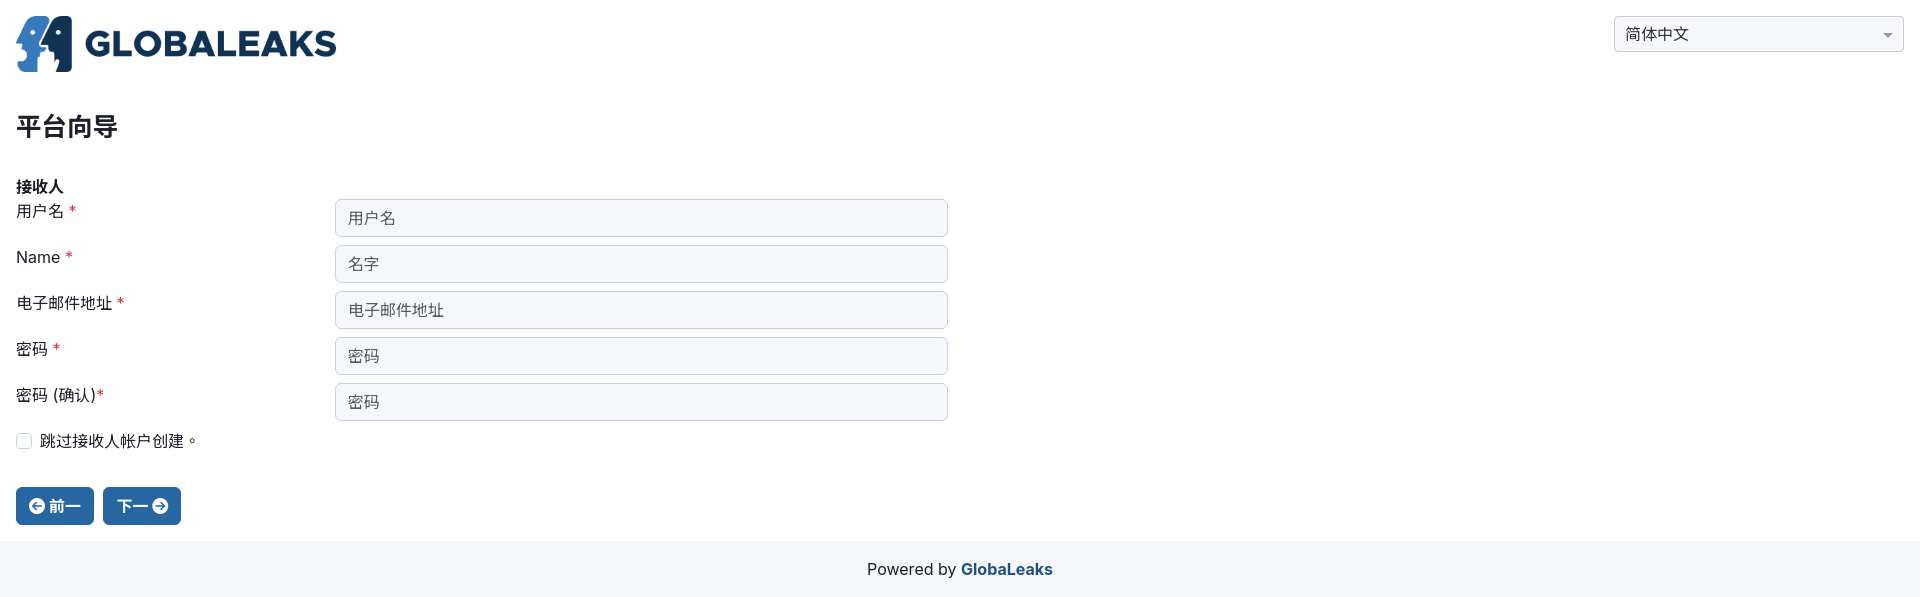 GLOBALEAKS
简体中文
平台向导
接收人
用户名 *
用户名
Name *
名字
电子邮件地址 *
电子邮件地址
密码 *
密码
密码 (确认)*
密码
跳过接收人帐户创建。
前一
下一
Powered by GlobaLeaks